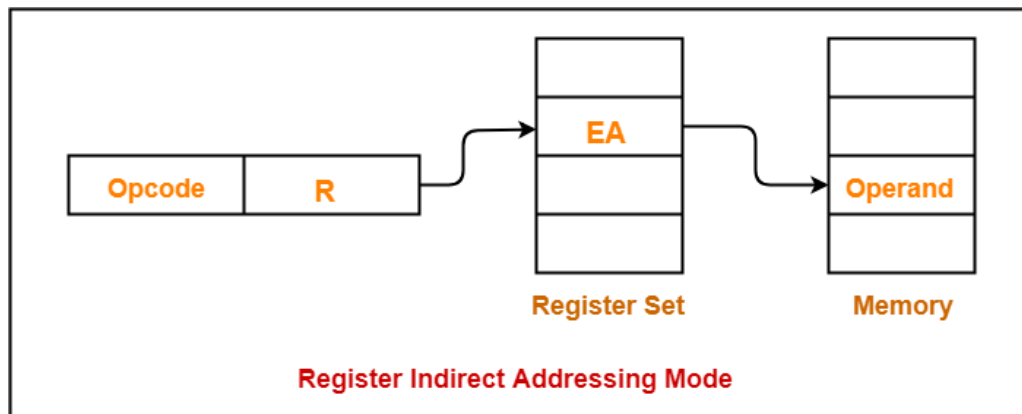 EA
Opcode R
Operand
Register Set
Memory
Register Indirect Addressing Mode